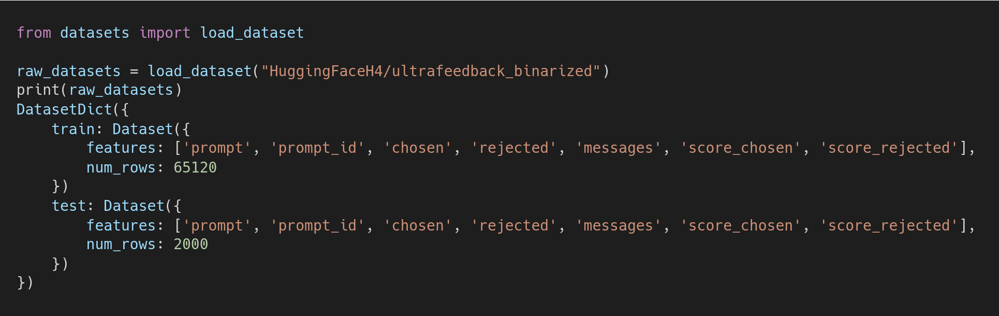 from datasets import load_dataset
raw_datasets = load_dataset("HuggingFaceH4/ultrafeedback_binarized")
print(raw_datasets)
DatasetDict({
    train: Dataset({
        features: ['prompt', 'prompt_id', 'chosen', 'rejected', 'messages', 'score_chosen', 'score_rejected'],
        num_rows: 65120
    })
    test: Dataset({
        features: ['prompt', 'prompt_id', 'chosen', 'rejected', 'messages', 'score_chosen', 'score_rejected'],
        num_rows: 2000
    })
})